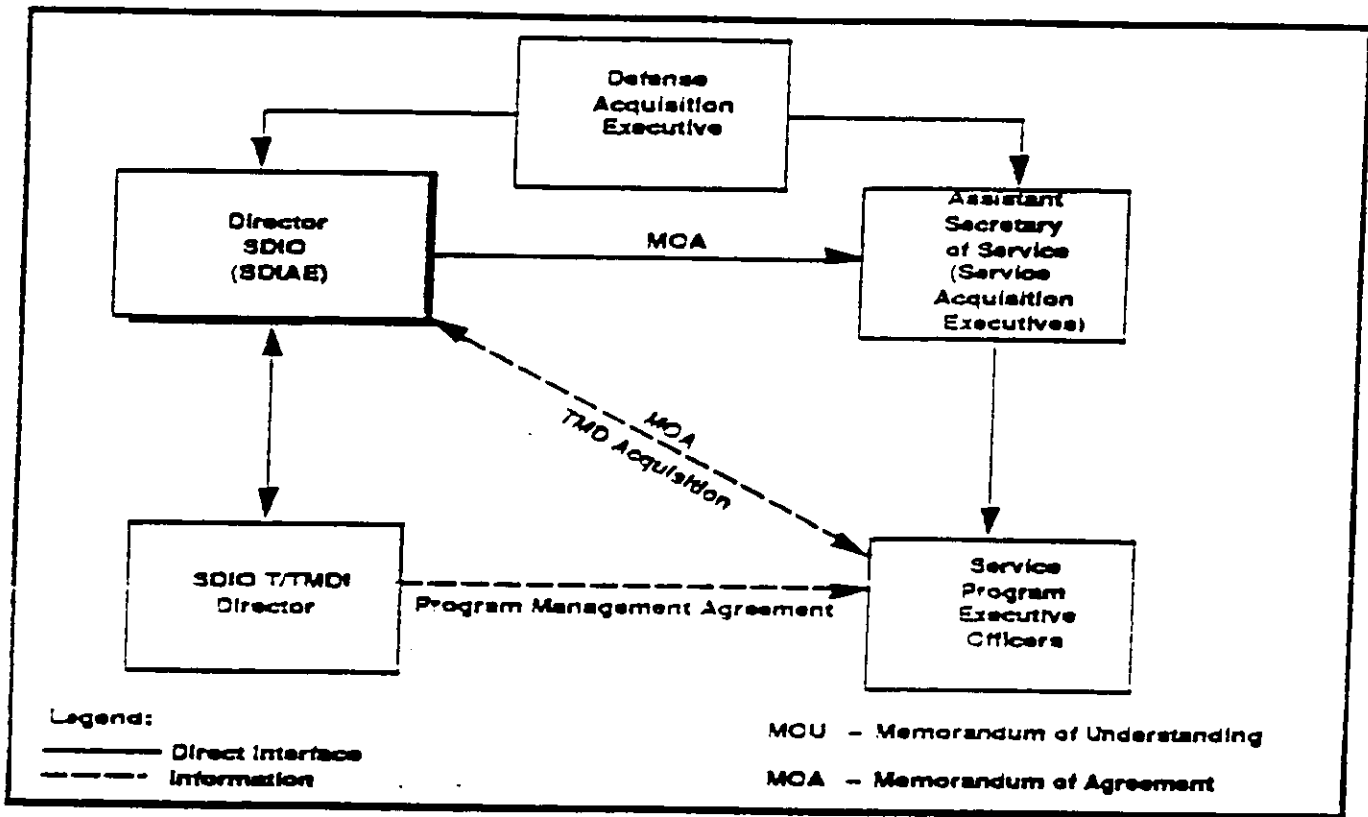 Defense
Acquisition
Executive
Director
SDIO
(SDIAE)
MOA
Assistant
Secretary
of Service
(Service
Acquisition
Executives)
MOA
TMD Acquisition
SDIO T/TMDI
Director
Program Management Agreement
Service
Program
Executive
Officers
Legend:
Direct Interface
Information
MOU – Memorandum of Understanding
MOA – Memorandum of Agreement